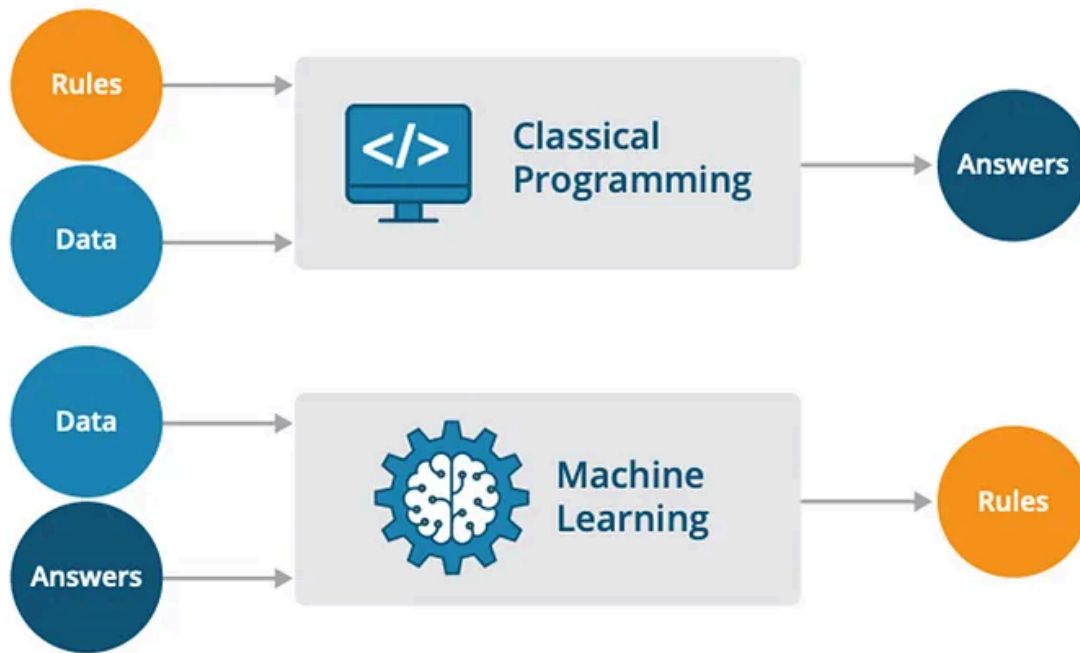 Rules
</>
Classical
Programming
Answers
Data
Data
Machine
Learning
Rules
Answers